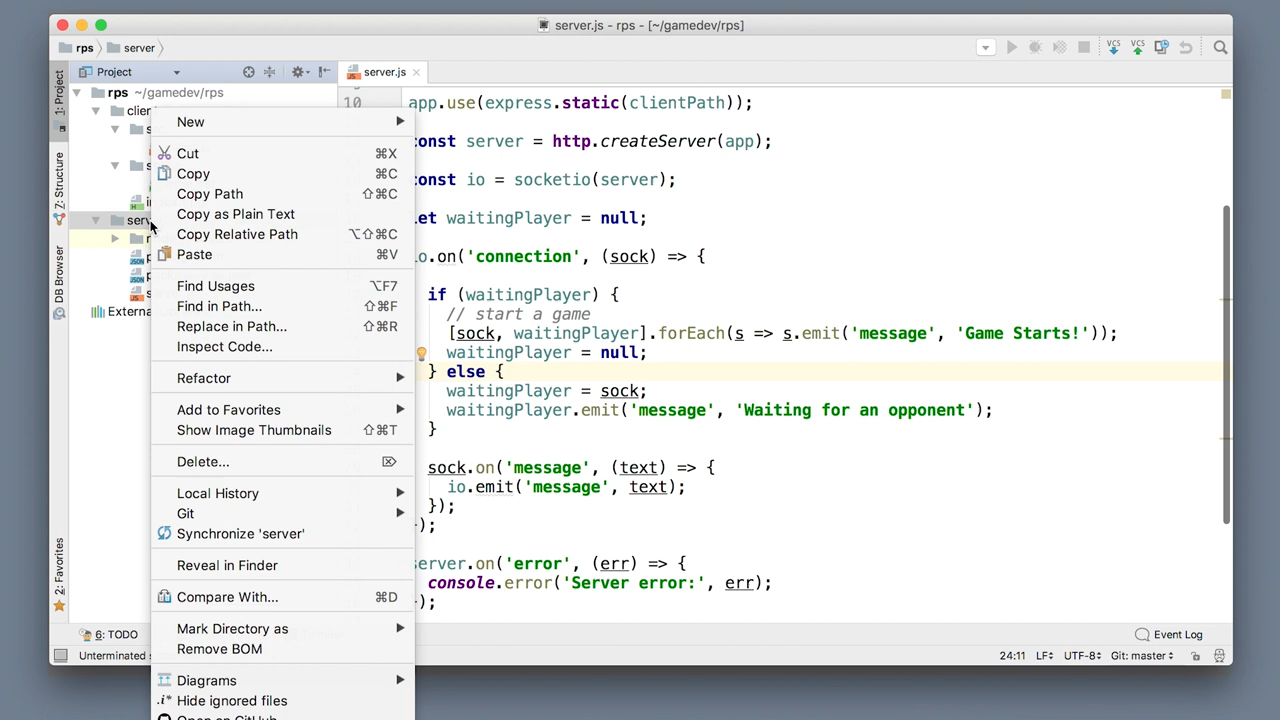 server.js - rps - [~/gamedev/rps]
rps
server
VCS
VCS
1: Project
7: Structure
DB Browser
2: Favorites
Project
rps ~/gamedev/rps
New
Cut ⌘X
Copy ⌘C
Copy Path ⇧⌘C
Copy as Plain Text
Copy Relative Path ⌥⇧⌘C
Paste ⌘V
Find Usages ⌥F7
Find in Path... ⇧⌘F
Replace in Path... ⇧⌘R
Inspect Code...
Refactor
Add to Favorites
Show Image Thumbnails ⇧⌘T
Delete... ⌦
Local History
Git
Synchronize 'server'
Reveal in Finder
Compare With... ⌘D
Mark Directory as
Remove BOM
Diagrams
Hide ignored files
Open on GitHub
server.js
10
app.use(express.static(clientPath));
onst server = http.createServer(app);
onst io = socketio(server);
et waitingPlayer = null;
o.on('connection', (sock) => {
if (waitingPlayer) {
// start a game
[sock, waitingPlayer].forEach(s => s.emit('message', 'Game Starts!'));
waitingPlayer = null;
} else {
waitingPlayer = sock;
waitingPlayer.emit('message', 'Waiting for an opponent');
}
sock.on('message', (text) => {
io.emit('message', text);
});
);
erver.on('error', (err) => {
console.error('Server error:', err);
);
6: TODO
Event Log
24:11 LF UTF-8 Git: master